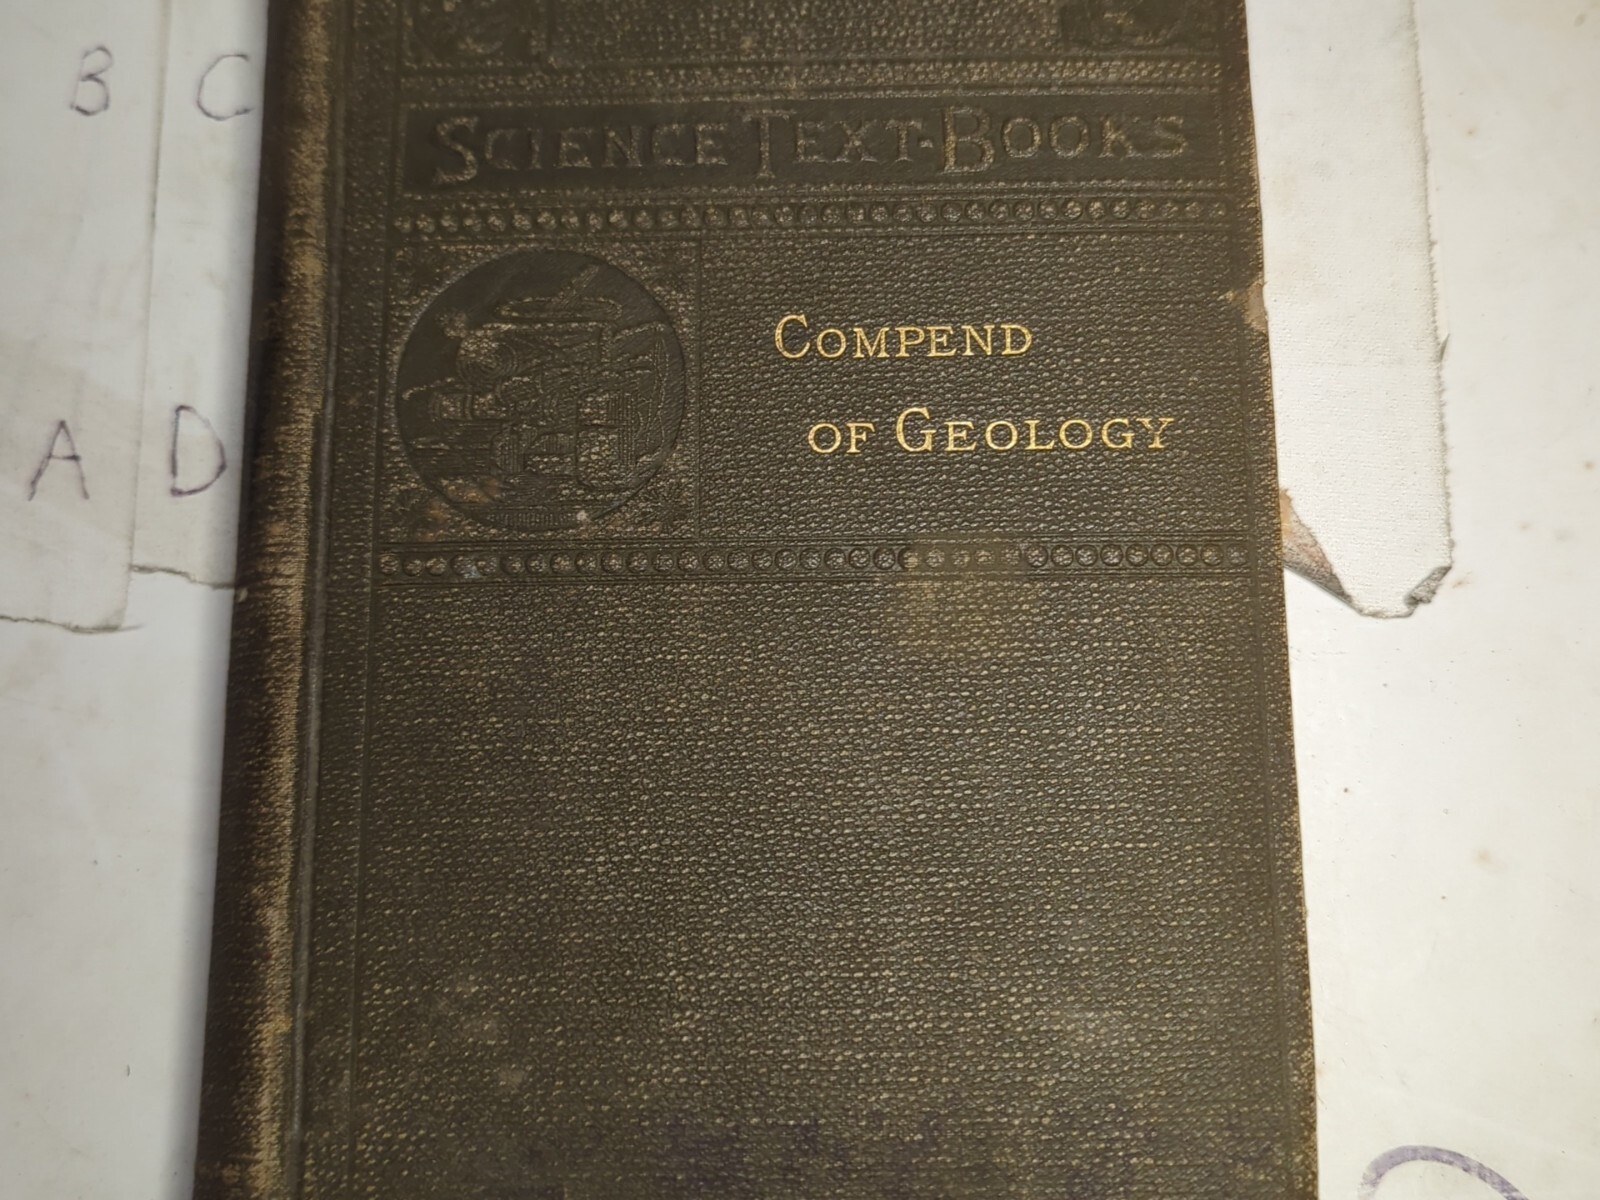 B C
A D
SCIENCE TEXT-BOOKS
COMPEND
OF GEOLOGY